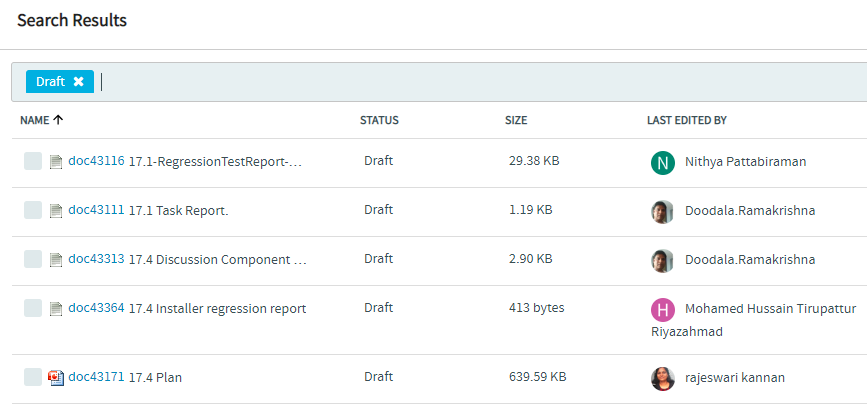 Search Results
Draft
NAME STATUS SIZE LAST EDITED BY
doc43116 17.1-RegressionTestReport-... Draft 29.38 KB N Nithya Pattabiraman
doc43111 17.1 Task Report. Draft 1.19 KB Doodala.Ramakrishna
doc43313 17.4 Discussion Component ... Draft 2.90 KB Doodala.Ramakrishna
doc43364 17.4 Installer regression report Draft 413 bytes H Mohamed Hussain Tirupattur
Riyazahmad
doc43171 17.4 Plan Draft 639.59 KB rajeswari kannan